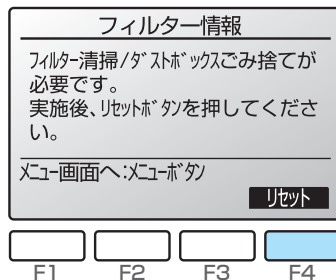 フィルター情報
フィルター清掃/ダストボックスごみ捨てが
必要です。
実施後、リセットボタンを押してくださ
い。
メニュー画面へ:メニューボタン
リセット
F1 F2 F3 F4